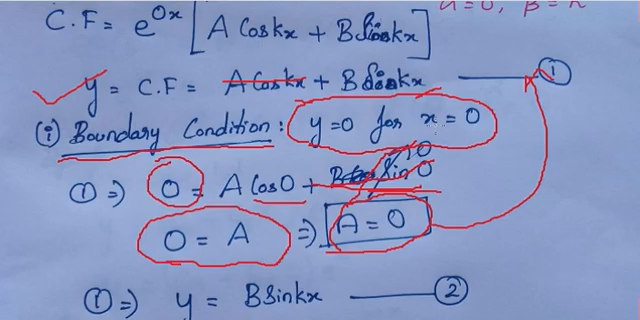 α=0, β=k
C.F = e^{0x} [A Cos kx + B Sin kx]
y = C.F = A Cos kx + B Sin kx —— ①
(i) Boundary Condition: y=0 for x=0
① ⇒) 0 = A Cos 0 + B Sin 0 → 0
0 = A ⇒) A = 0
① ⇒) y = B Sin kx —— ②